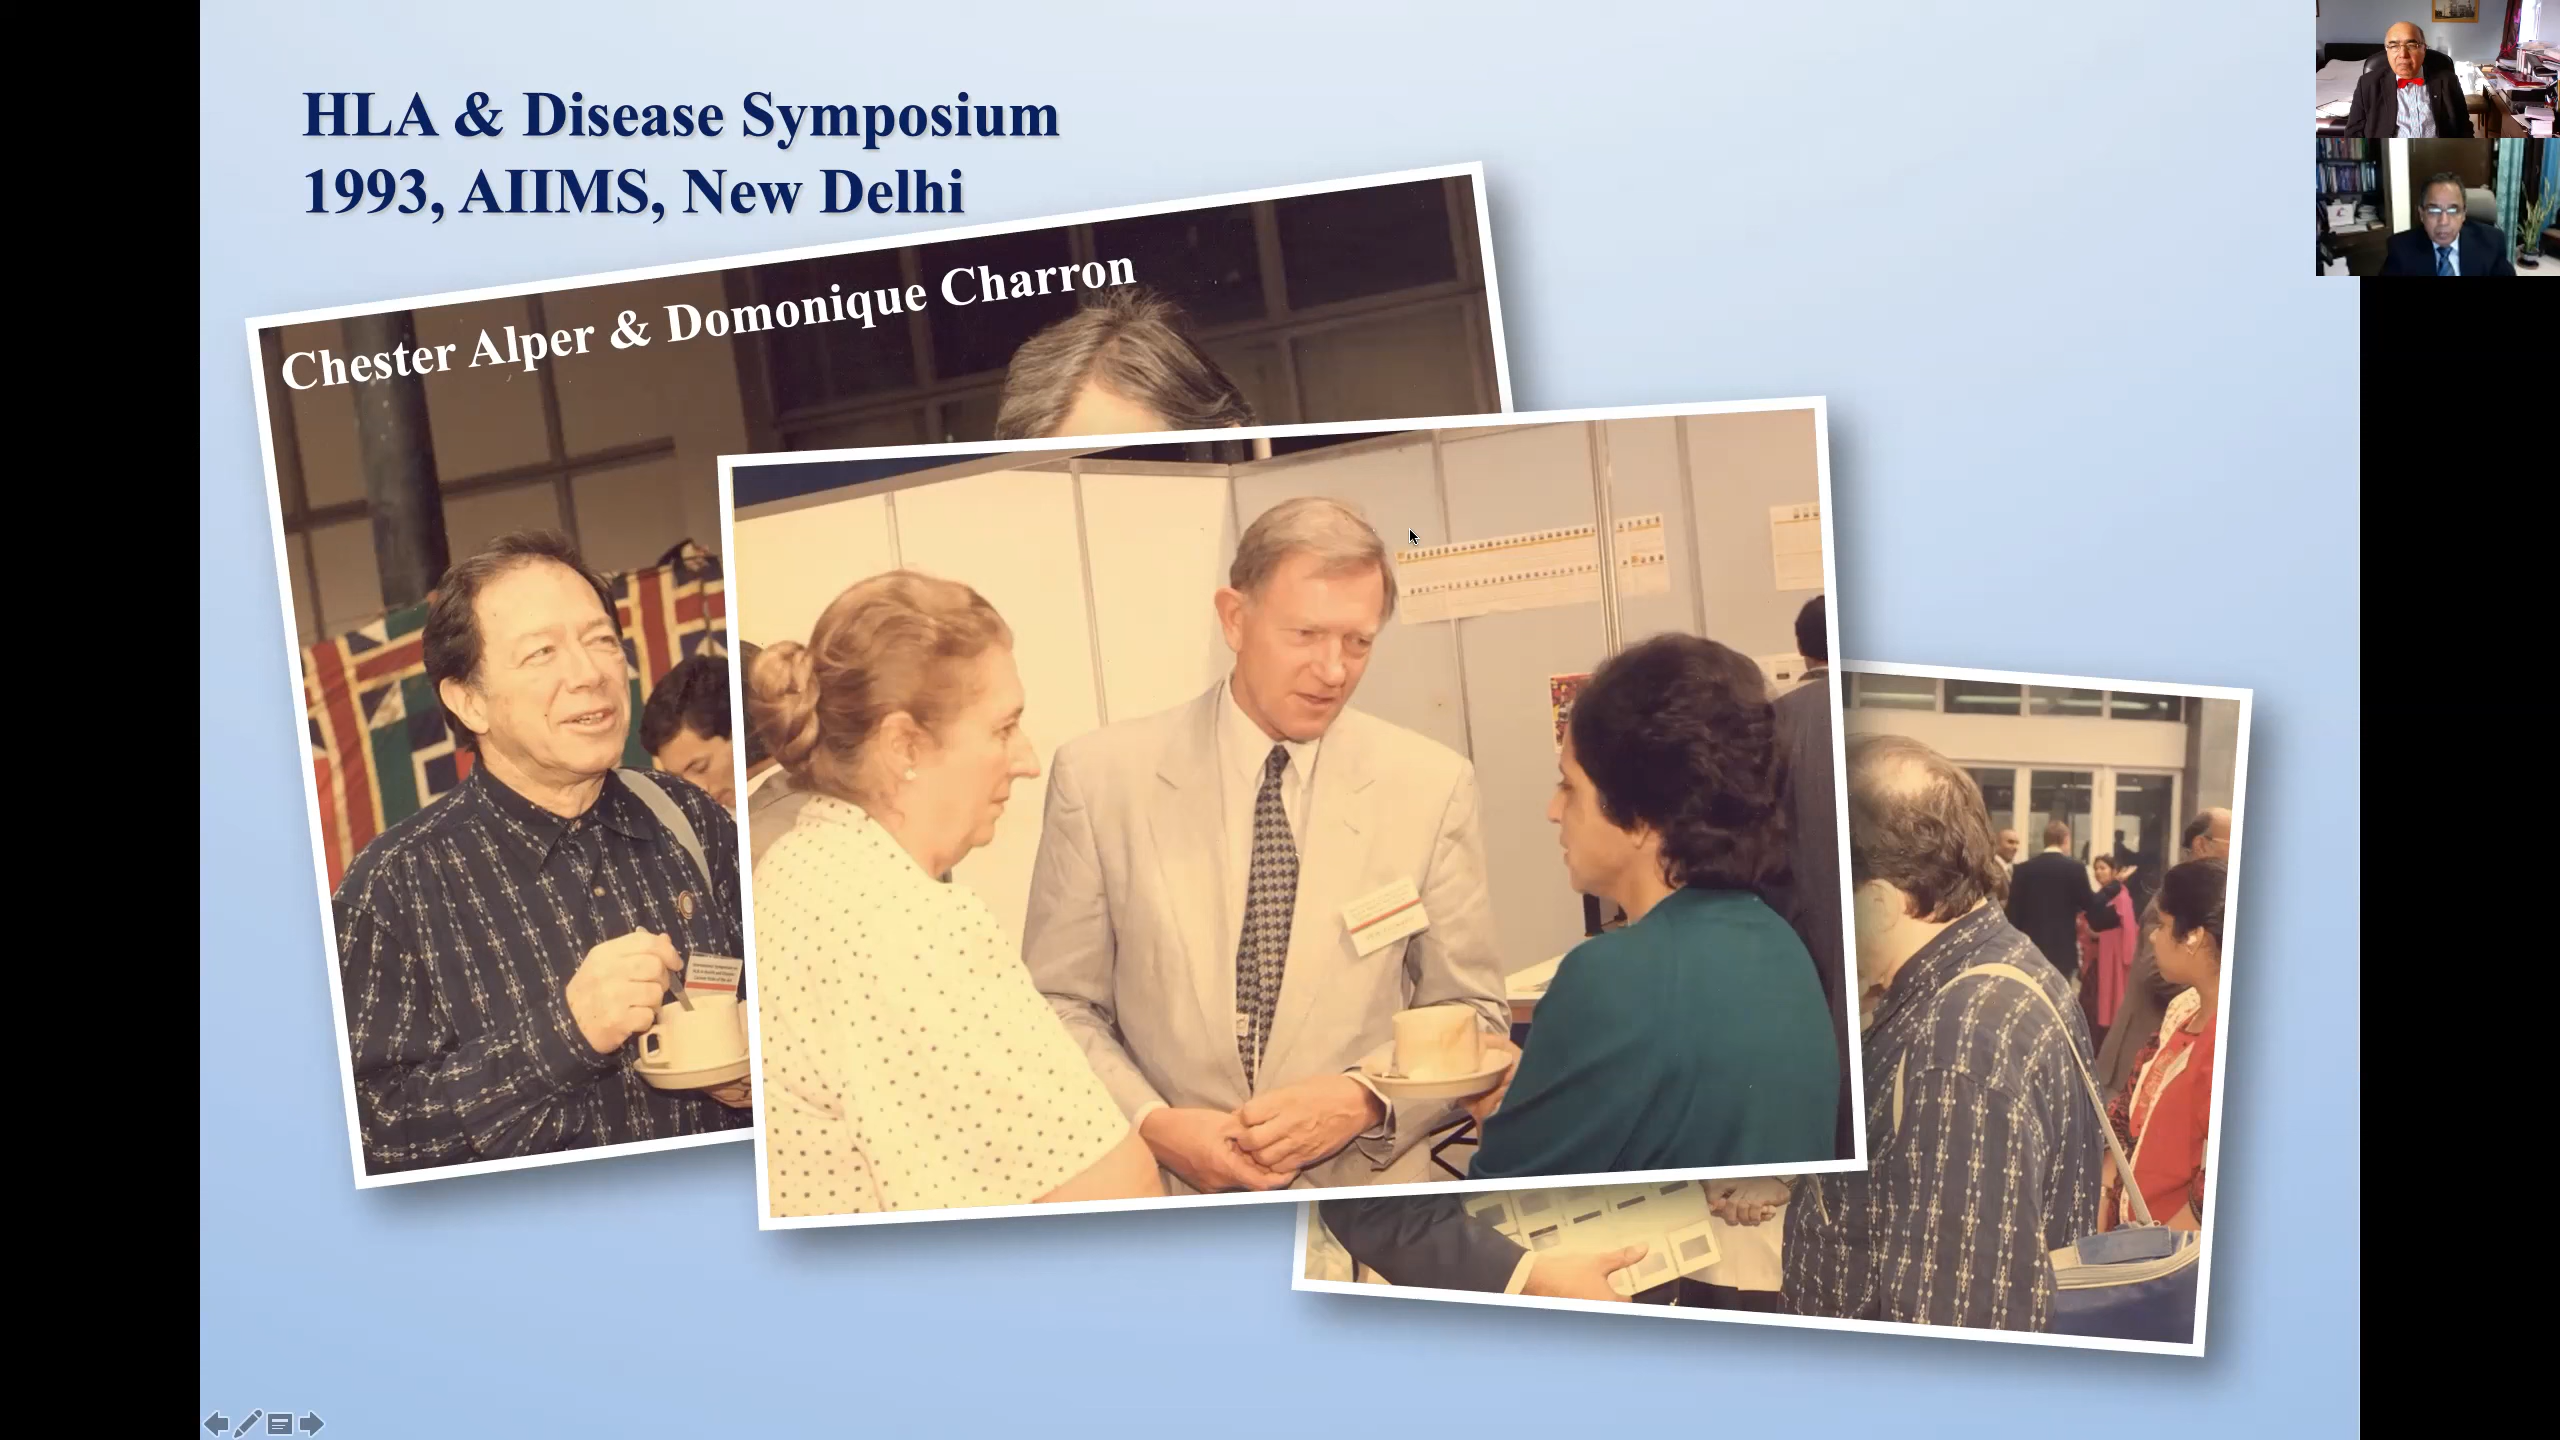 HLA & Disease Symposium
1993, AIIMS, New Delhi
Chester Alper & Domonique Charron